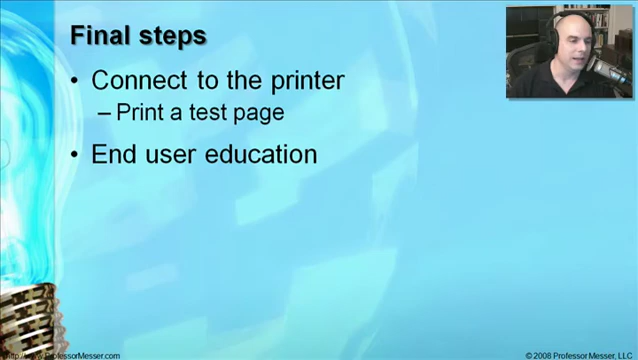 Final steps
• Connect to the printer
– Print a test page
• End user education
http://www.ProfessorMesser.com
© 2008 Professor Messer, LLC